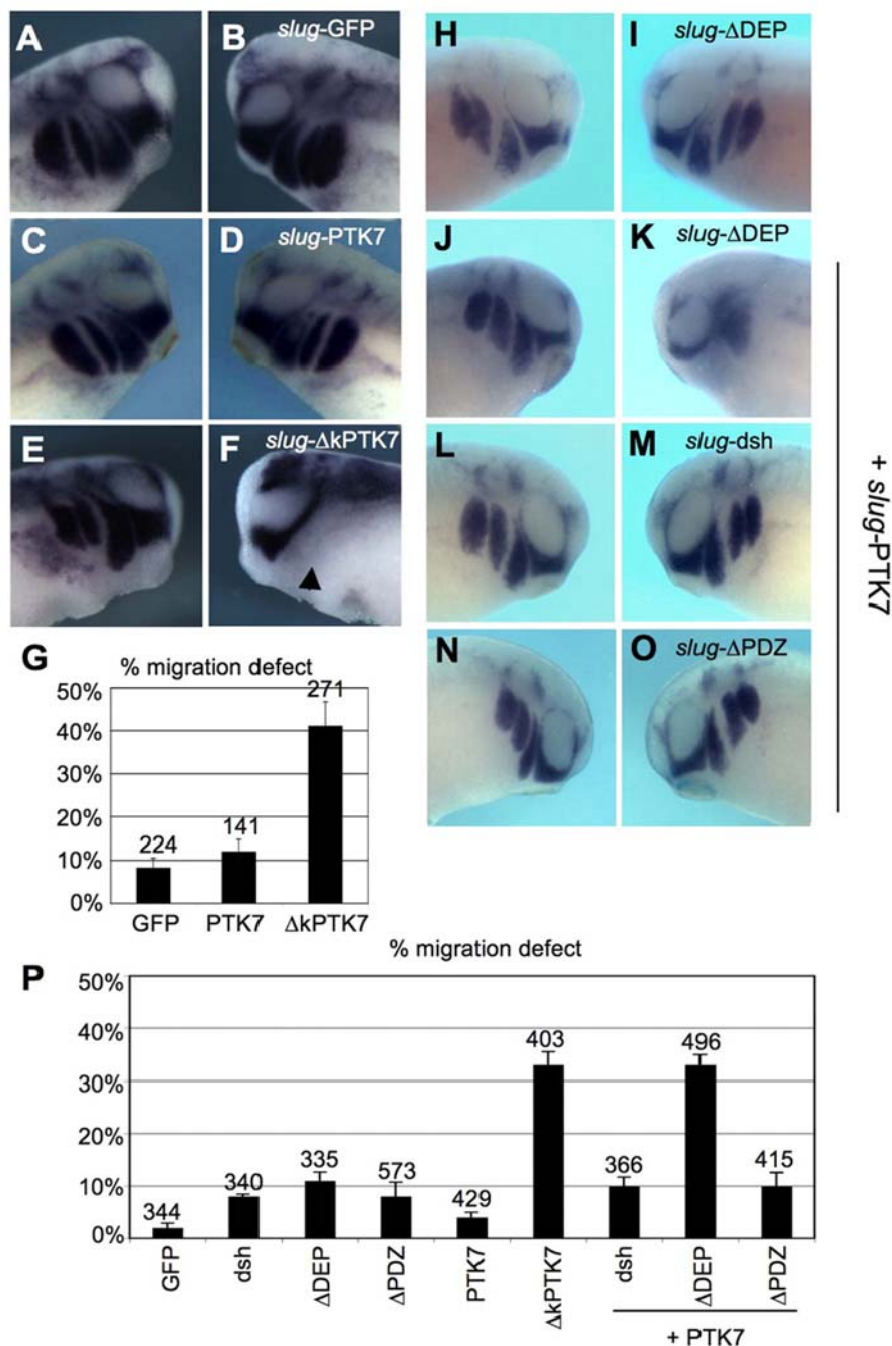 A
B
slug-GFP
C
D
slug-PTK7
E
F
slug-ΔkPTK7
G
% migration defect
50%
40%
30%
20%
10%
0%
224
141
271
GFP
PTK7
ΔkPTK7
H
I
slug-ΔDEP
J
K
slug-ΔDEP
L
M
slug-dsh
N
O
slug-ΔPDZ
+ slug-PTK7
P
% migration defect
50%
40%
30%
20%
10%
0%
344
340
335
573
429
403
366
496
415
GFP
dsh
ΔDEP
ΔPDZ
PTK7
ΔkPTK7
dsh
ΔDEP
ΔPDZ
+ PTK7